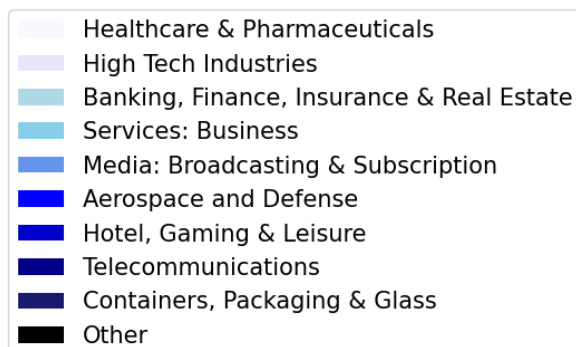 Healthcare & Pharmaceuticals
High Tech Industries
Banking, Finance, Insurance & Real Estate
Services: Business
Media: Broadcasting & Subscription
Aerospace and Defense
Hotel, Gaming & Leisure
Telecommunications
Containers, Packaging & Glass
Other